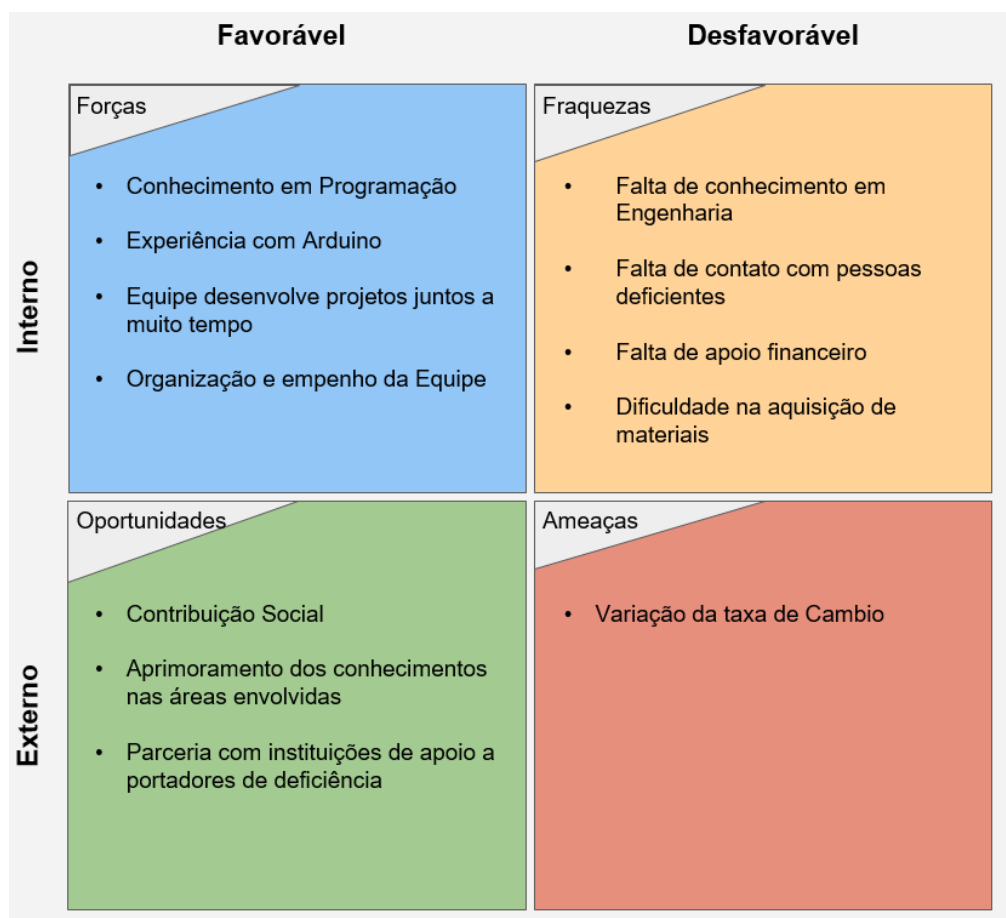 Favorável
Desfavorável
Interno
Forças
• Conhecimento em Programação
• Experiência com Arduino
• Equipe desenvolve projetos juntos a
muito tempo
• Organização e empenho da Equipe
Fraquezas
• Falta de conhecimento em
Engenharia
• Falta de contato com pessoas
deficientes
• Falta de apoio financeiro
• Dificuldade na aquisição de
materiais
Externo
Oportunidades
• Contribuição Social
• Aprimoramento dos conhecimentos
nas áreas envolvidas
• Parceria com instituições de apoio a
portadores de deficiência
Ameaças
• Variação da taxa de Cambio